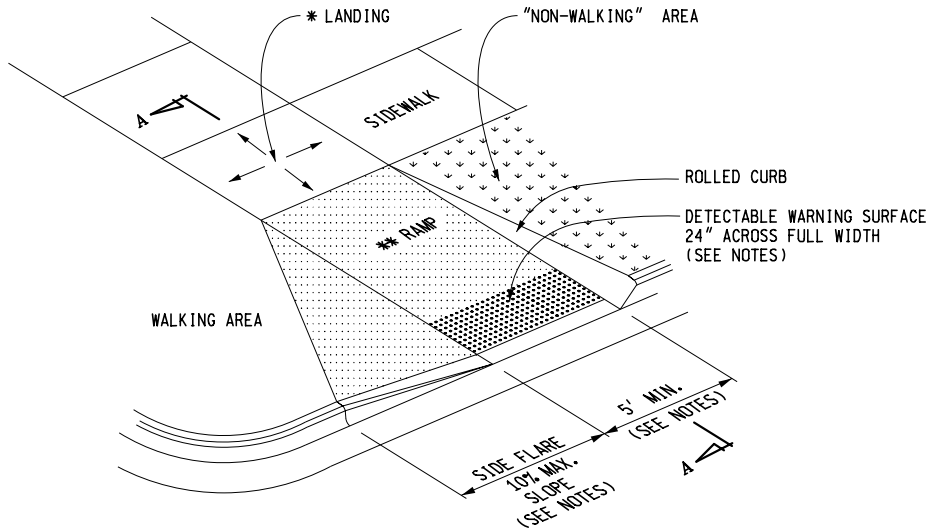 * LANDING
"NON-WALKING" AREA
A
SIDEWALK
ROLLED CURB
DETECTABLE WARNING SURFACE
24" ACROSS FULL WIDTH
(SEE NOTES)
** RAMP
WALKING AREA
5' MIN.
(SEE NOTES)
SIDE FLARE
10% MAX.
SLOPE
(SEE NOTES)
A